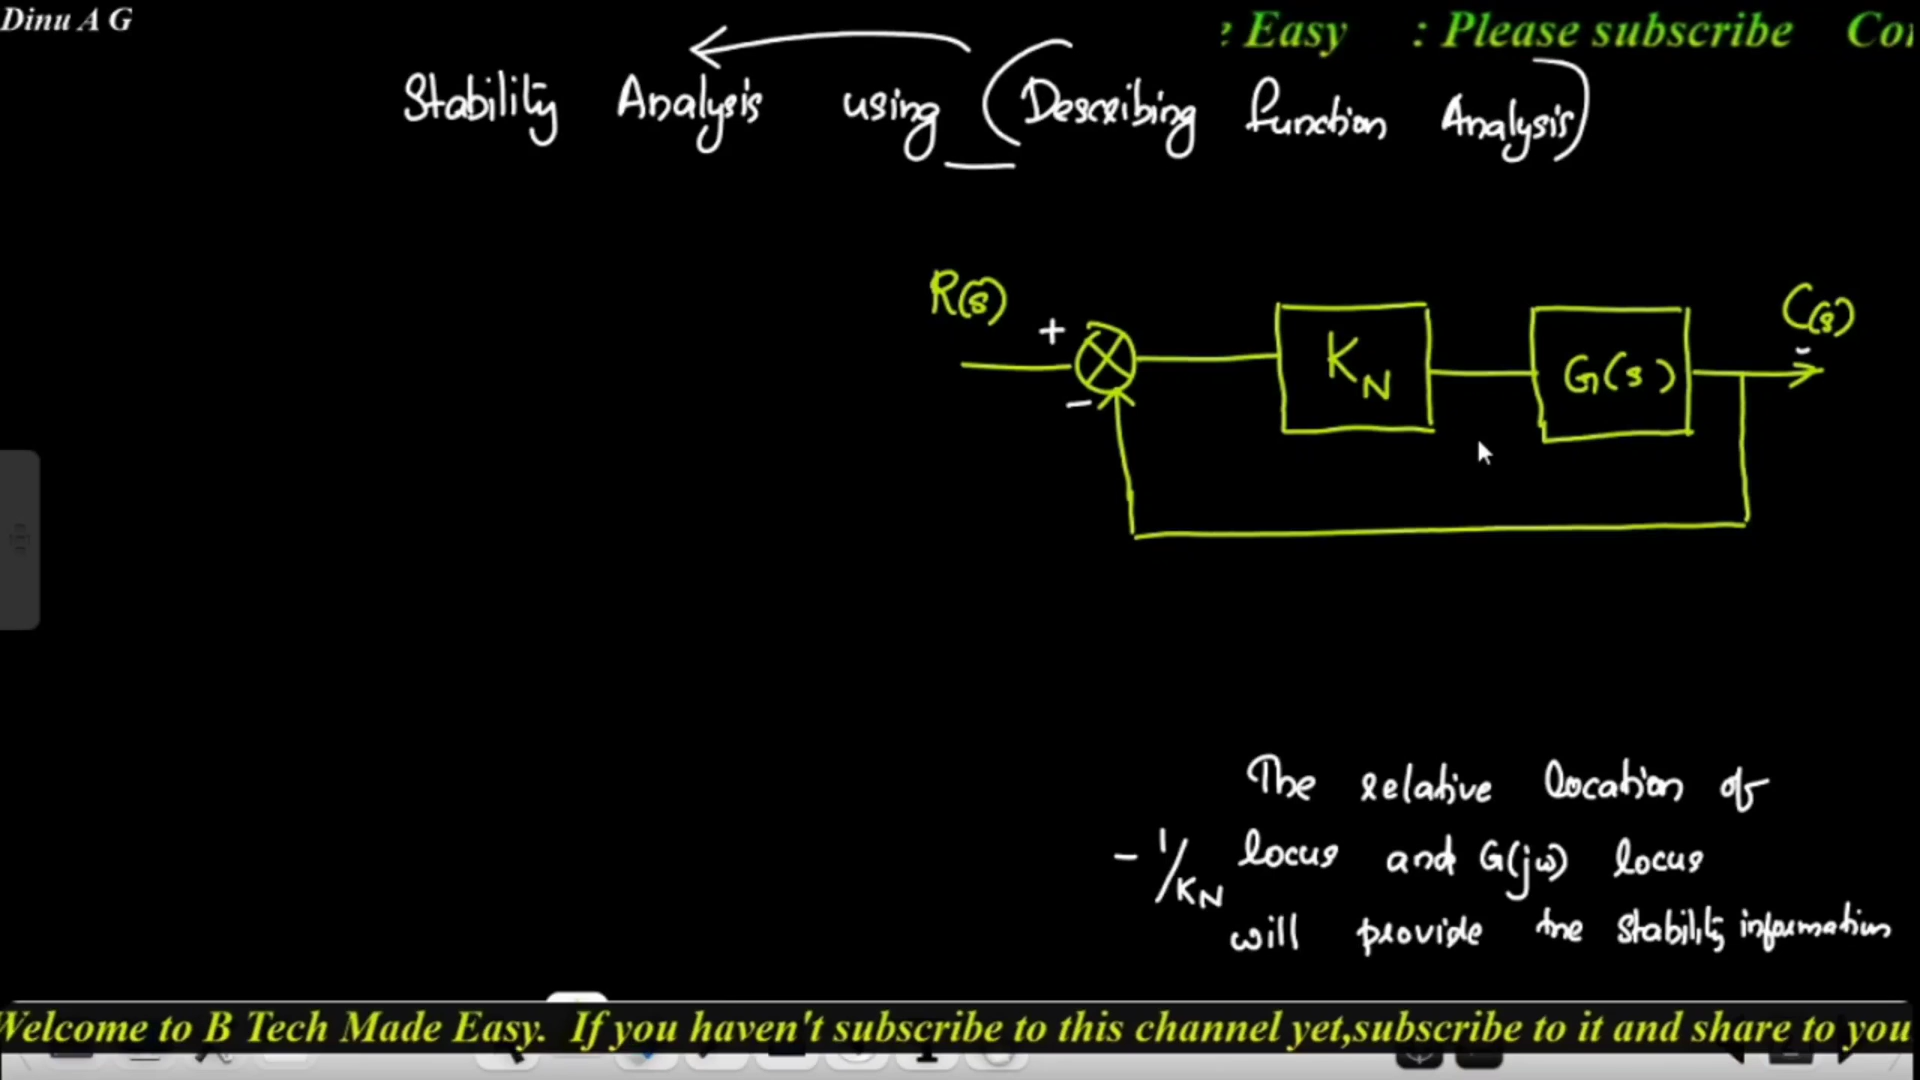 Dinu A G
Easy : Please subscribe
Stability Analysis using (Describing function Analysis)
R(s)
+
C(s)
KN
G(s)
-
The relative location of
- 1/KN locus and G(jω) locus
will provide the stability information
Welcome to B Tech Made Easy. If you haven't subscribe to this channel yet,subscribe to it and share to you